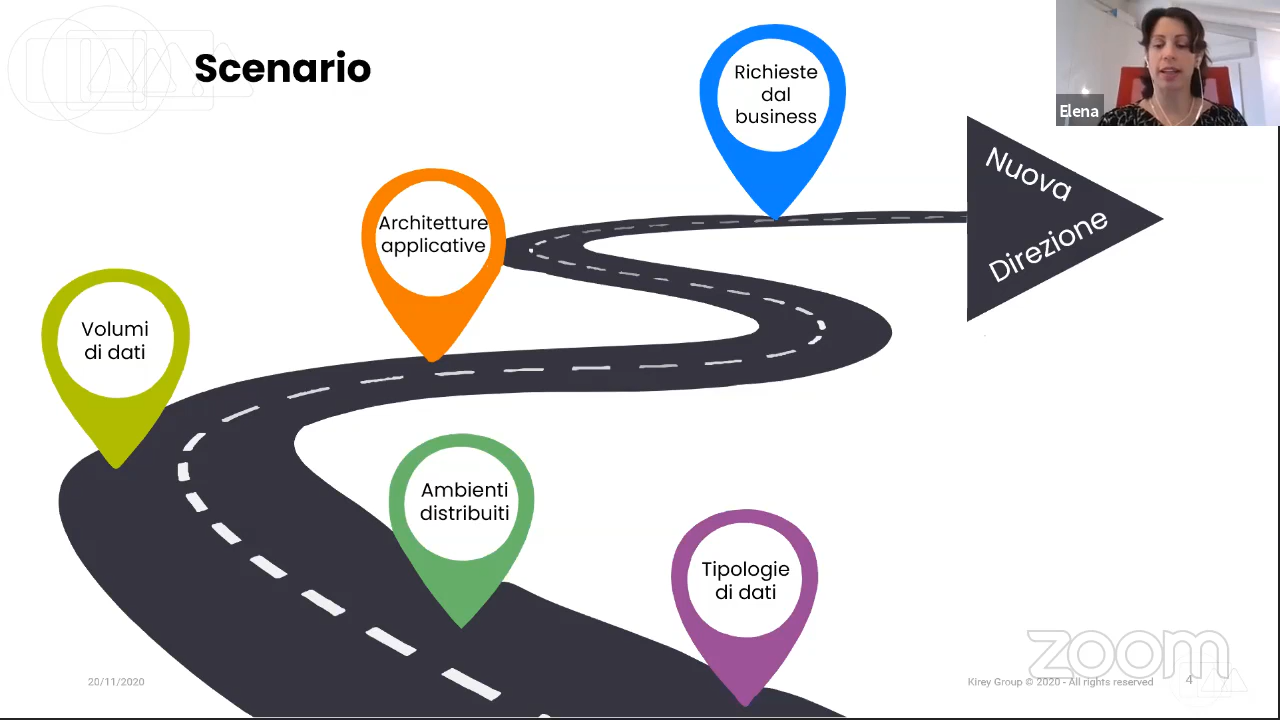 Scenario
Richieste
dal
business
Elena
Nuova
Direzione
Architetture
applicative
Volumi
di dati
Ambienti
distribuiti
Tipologie
di dati
zoom
20/11/2020
Kirey Group © 2020 - All rights reserved
4